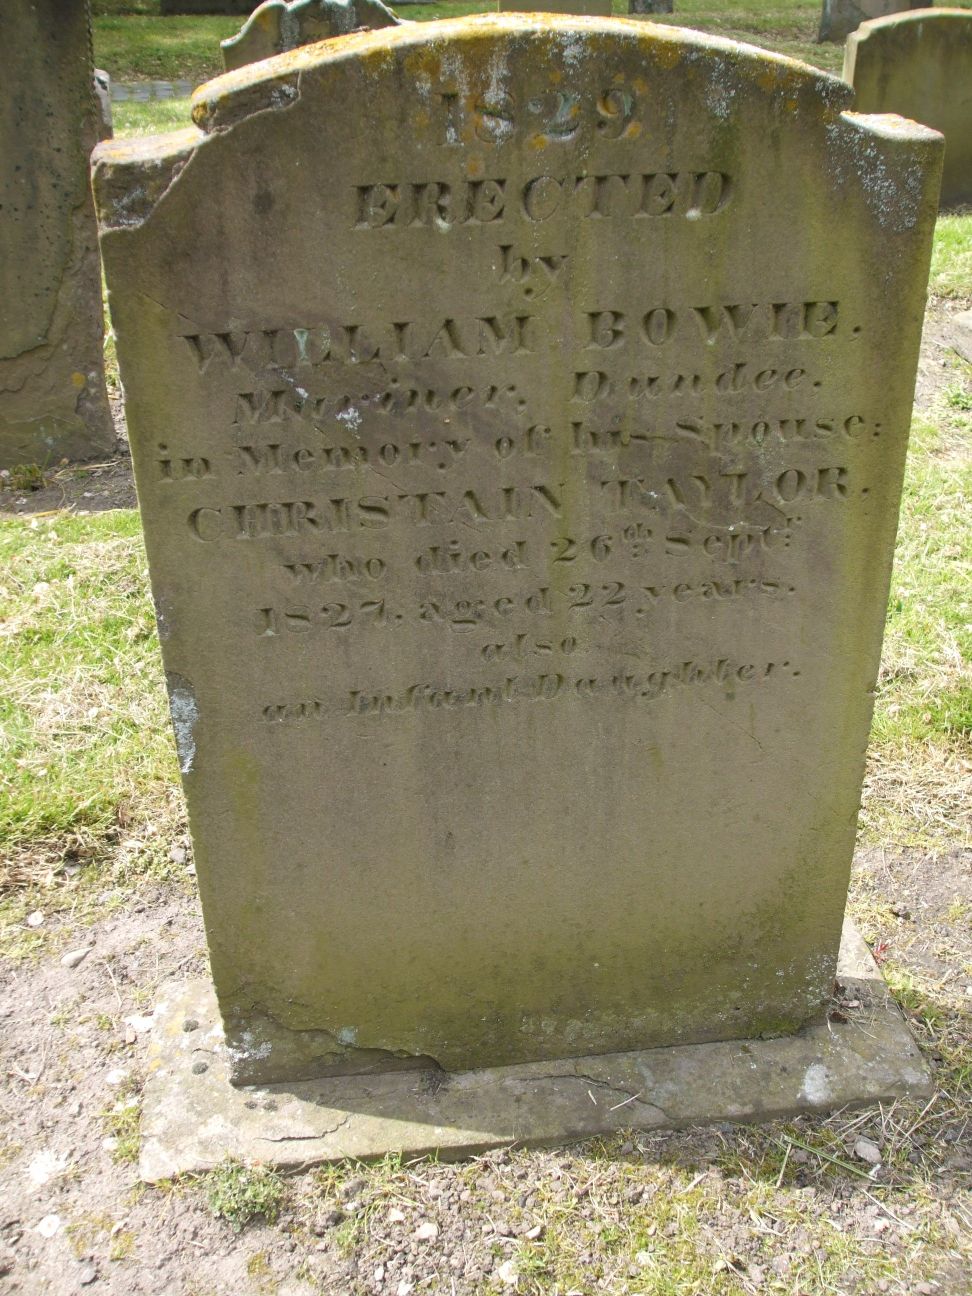 1829
ERECTED
by
WILLIAM BOWIE.
Mariner, Dundee.
in Memory of his Spouse:
CHRISTAIN TAYLOR.
who died 26th Sept:
1827. aged 22 years.
also
an Infant Daughter.